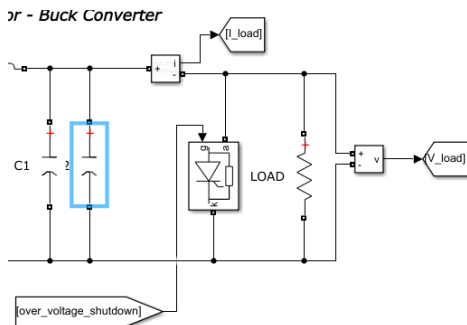 or - Buck Converter
[I_load]
+
i
-
+
+
C1
2
g
a
k
LOAD
+
+
-
v
[V_load]
[over_voltage_shutdown]